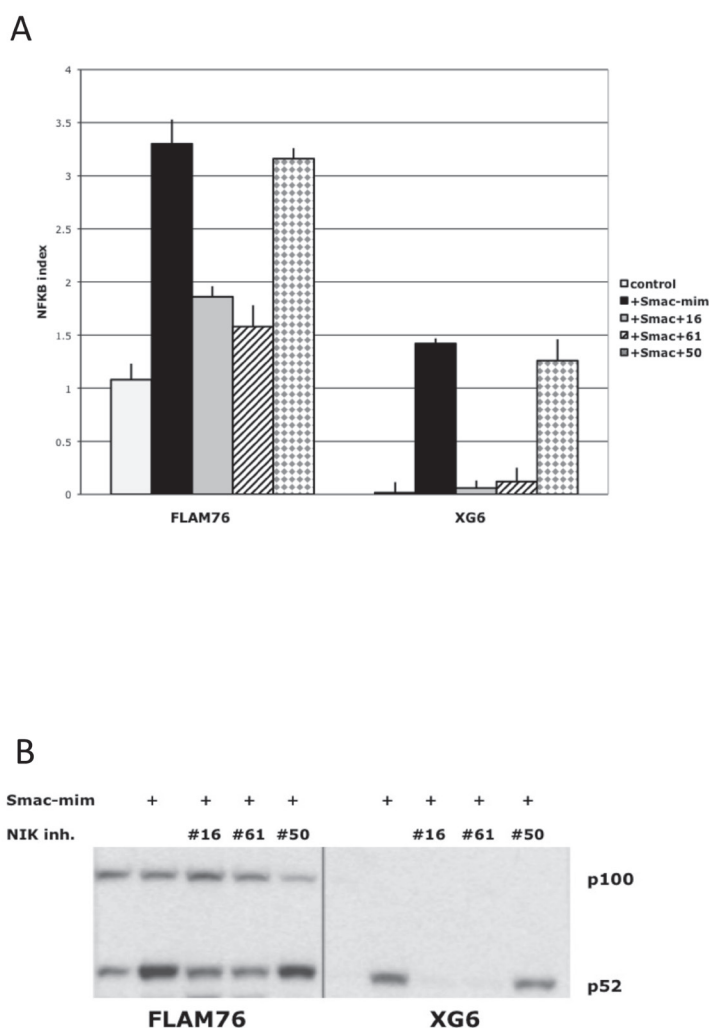 A
4
3.5
3
2.5
2
1.5
1
0.5
0
NFKB index
FLAM76
XG6
control
+Smac-mim
+Smac+16
+Smac+61
+Smac+50
B
Smac-mim + + + + + + + +
NIK inh. #16 #61 #50 #16 #61 #50
p100
p52
FLAM76 XG6